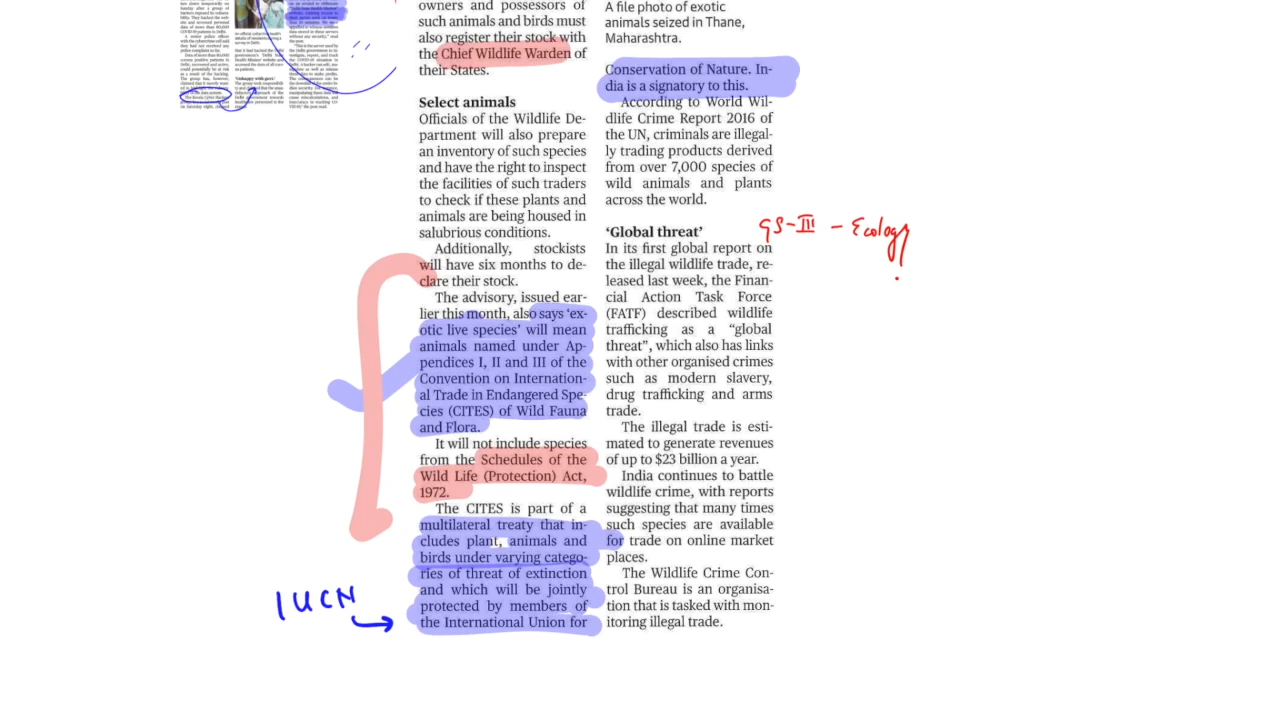 owners and possessors of
such animals and birds must
also register their stock with
the Chief Wildlife Warden of
their States.
Select animals
Officials of the Wildlife De-
partment will also prepare
an inventory of such species
and have the right to inspect
the facilities of such traders
to check if these plants and
animals are being housed in
salubrious conditions.
Additionally, stockists
will have six months to de-
clare their stock.
The advisory, issued ear-
lier this month, also says ‘ex-
otic live species’ will mean
animals named under Ap-
pendices I, II and III of the
Convention on Internation-
al Trade in Endangered Spe-
cies (CITES) of Wild Fauna
and Flora.
It will not include species
from the Schedules of the
Wild Life (Protection) Act,
1972.
The CITES is part of a
multilateral treaty that in-
cludes plant, animals and
birds under varying catego-
ries of threat of extinction
and which will be jointly
protected by members of
the International Union for
IUCN
A file photo of exotic
animals seized in The
Mainta
Conservation of Nature. In-
dia is a signatory to this.
According to World Wil-
dlife Crime Report 2016 of
the UN, criminals are illegal-
ly trading products derived
from over 7,000 species of
wild animals and plants
across the world.
‘Global threat’
GS-III - Ecology
In its first global report on
the illegal wildlife trade, re-
leased last week, the Finan-
cial Action Task Force
(FATF) described wildlife
trafficking as a “global
threat”, which also has links
with other organised crimes
such as modern slavery,
drug trafficking and arms
trade.
The illegal trade is esti-
mated to generate revenues
of up to $23 billion a year.
India continues to battle
wildlife crime, with reports
suggesting that many times
such species are available
for trade on online market
places.
The Wildlife Crime Con-
trol Bureau is an organisa-
tion that is tasked with mon-
itoring illegal trade.